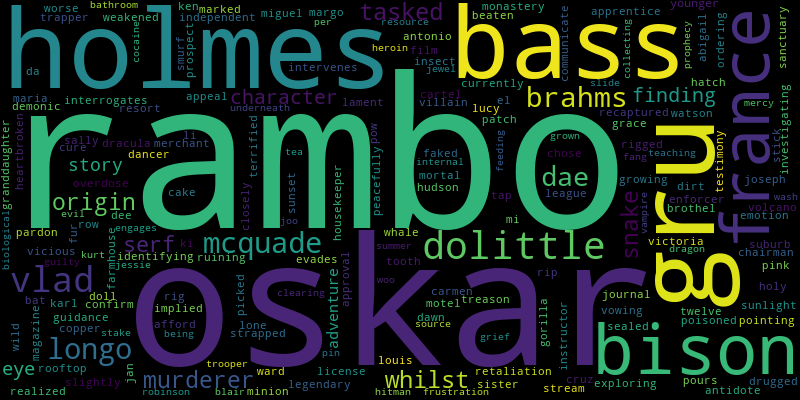 bathroom
worse
trapper
weakened
ken
marked
independent
miguel
margo
per
tasked
resource
monastery
beaten
apprentice
younger
abigail
holmes
bass
france
cocaine
prospect
smurf
intervenes
antonio
film
insect
jewel
communicate
collecting
prophecy
ordering
sanctuary
da
maria
demonic
interrogates
appeal
character
resort
underneath
heroin
cartel
villain
lucy
patch
currently
el
brahms
slide
hatch
finding
recaptured
mercy
watson
grace
investigating
granddaughter
heartbroken
rambo
gru
sally
cure
dracula
li
merchant
terrified
lament
pow
faked
internal
mortal
hudson
feeding
grown
chose
rigged
fang
teaching
testimony
stick
story
dancer
cake
closely
tea
sunset
peacefully
housekeeper
league
dae
growing
dirt
enforcer
brothel
joseph
wash
volcano
emotion
origin
evil
dee
fur
row
engages
joo
tap
mi
snake
vampire
victoria
dragon
suburb
chairman
biological
pardon
serf
ki
mcquade
whale
dolittle
kurt
farmhouse
identifying
ruining
evades
summer
vicious
guilty
jessie
vlad
oskar
approval
tooth
rip
pink
holy
bat
karl
confirm
doll
rig
implied
picked
clearing
adventure
woo
carmen
motel
treason
journal
vowing
twelve
sunlight
guidance
copper
stake
afford
being
lone
strapped
dawn
source
gorilla
instructor
sealed
poisoned
pointing
wild
magazine
longo
rooftop
eye
jan
pin
grief
louis
bison
trooper
ward
license
retaliation
cruz
exploring
pours
drugged
realized
slightly
murderer
robinson
blair
minion
legendary
whilst
hitman
sister
frustration
stream
antidote
overdose